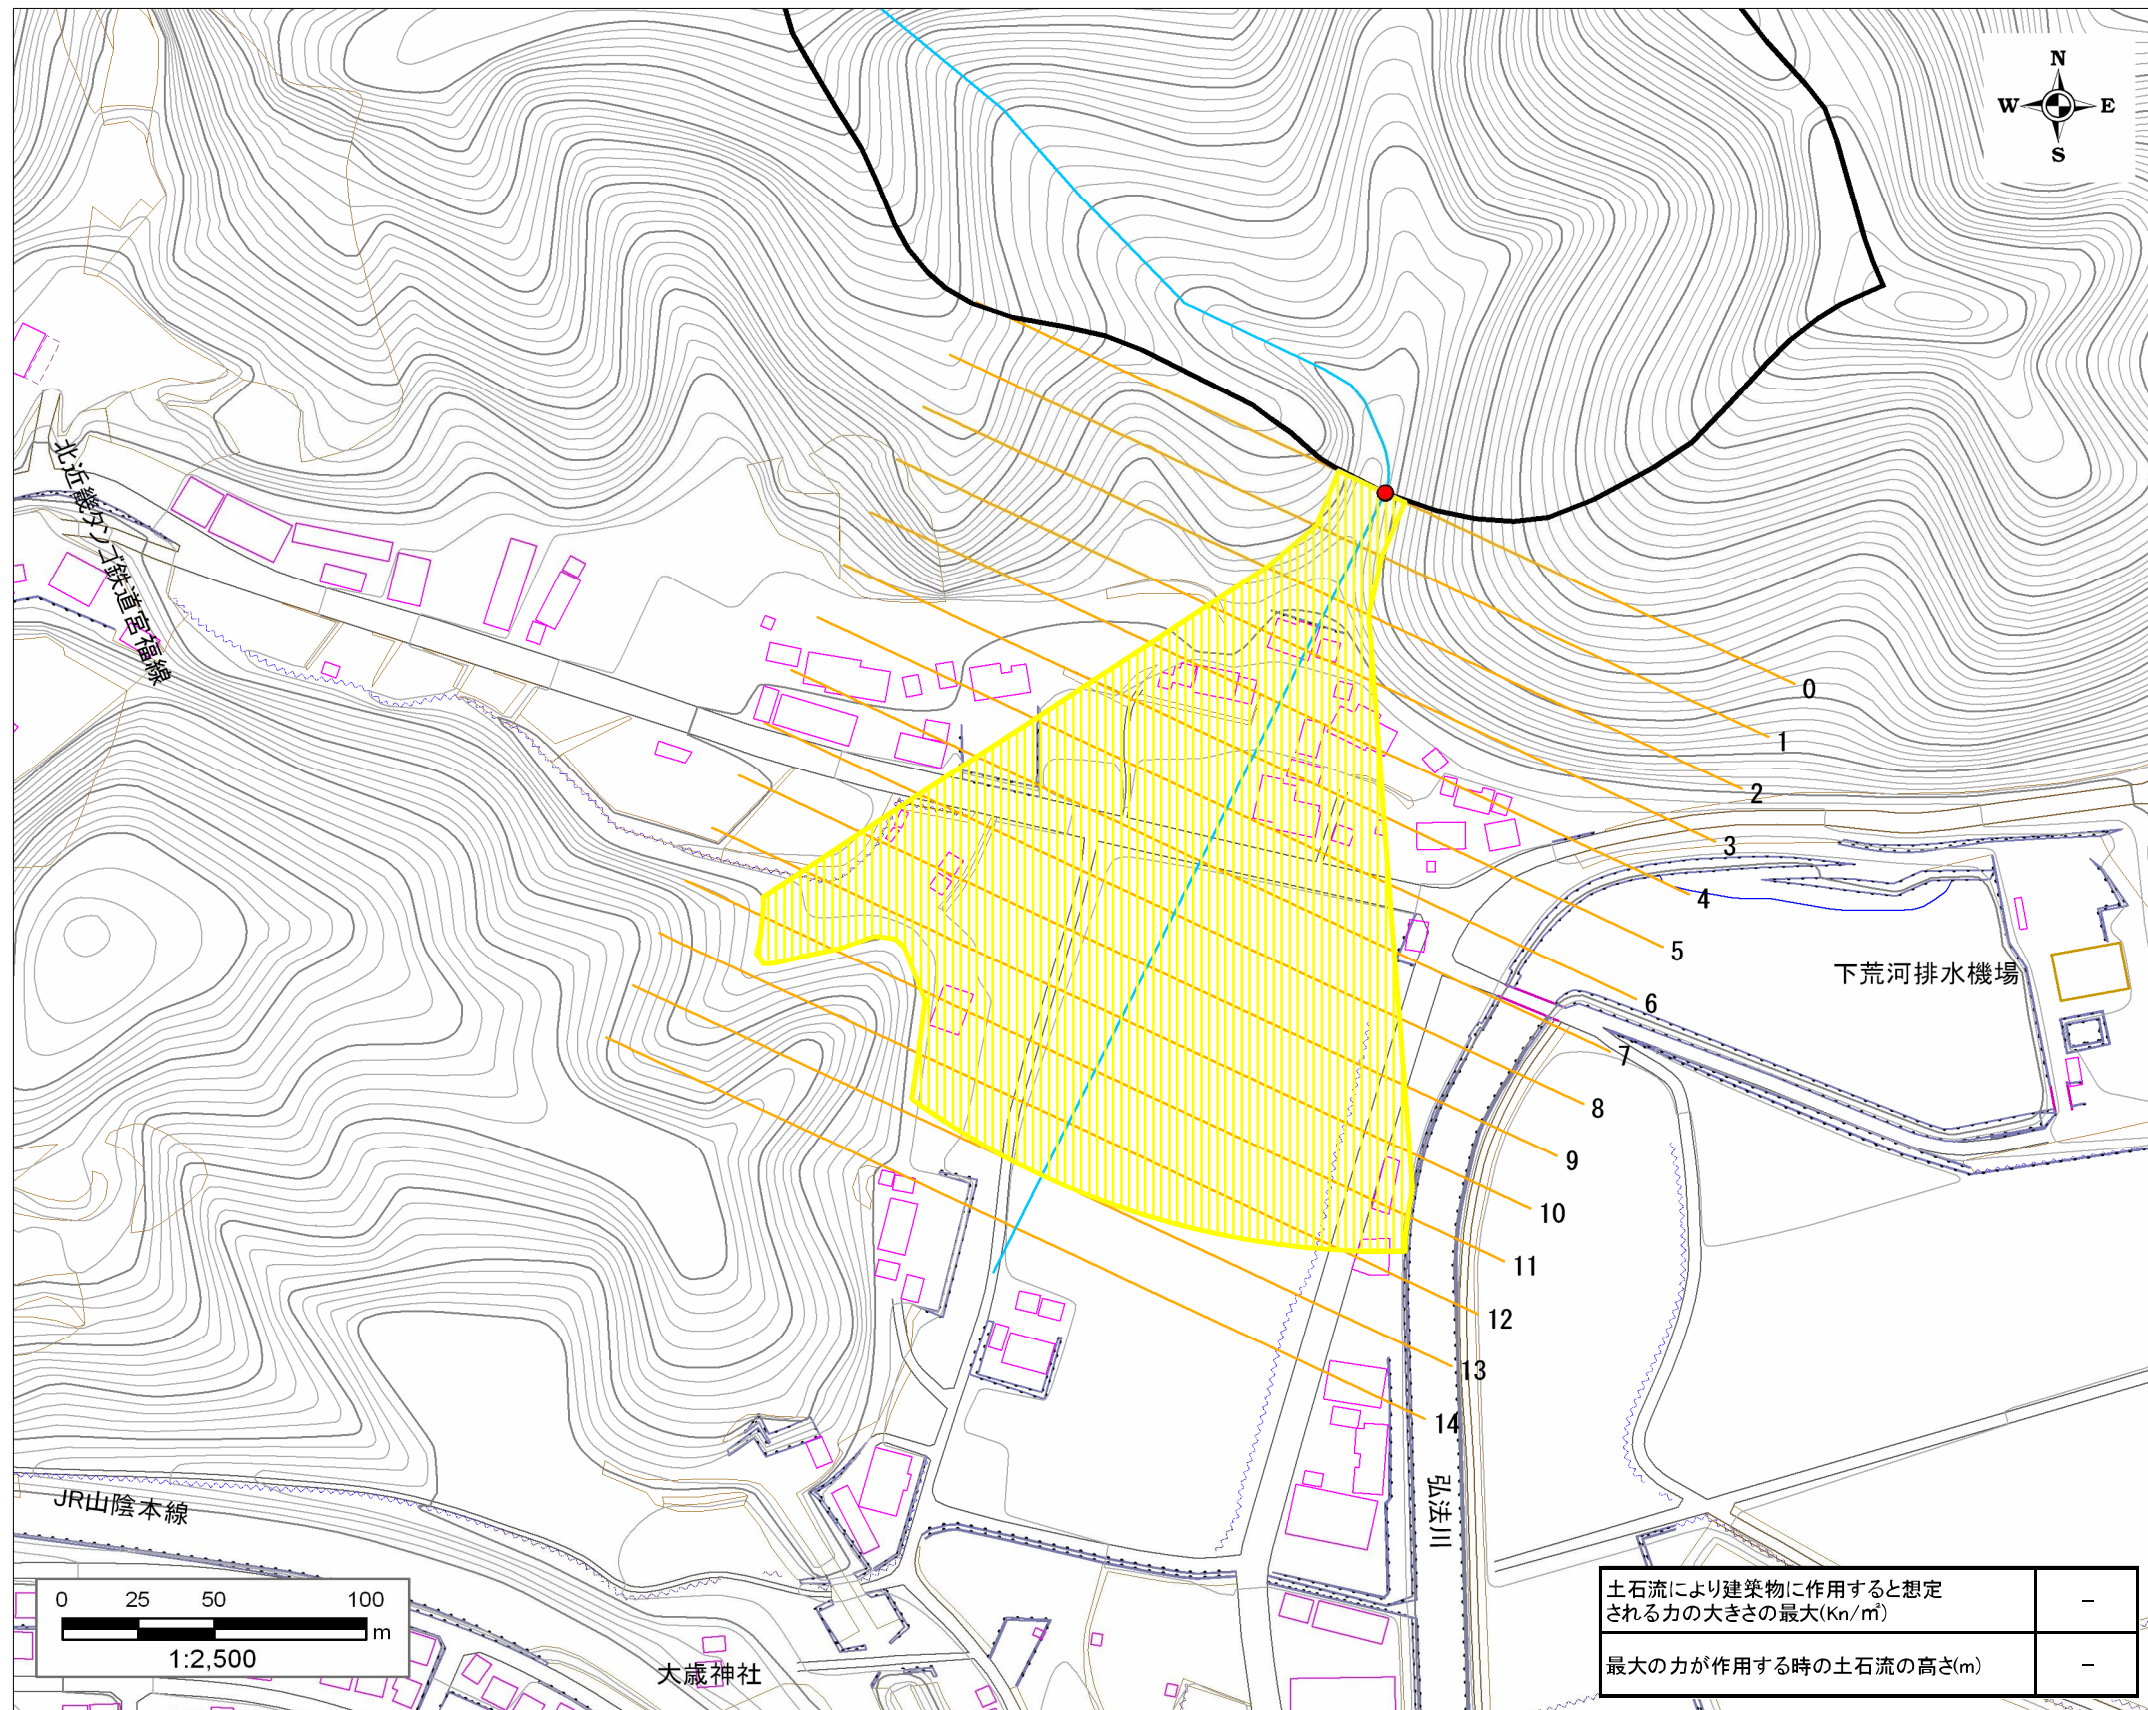 N
W E
S
北近畿タンゴ鉄道宮福線
0
1
2
3
4
5
6
7
8
9
10
11
12
13
14
下荒河排水機場
弘法川
JR山陰本線
大歳神社
0 25 50 100
m
1:2,500
土石流により建築物に作用すると想定 －
される力の大きさの最大(Kn/㎡)
最大の力が作用する時の土石流の高さ(m) －